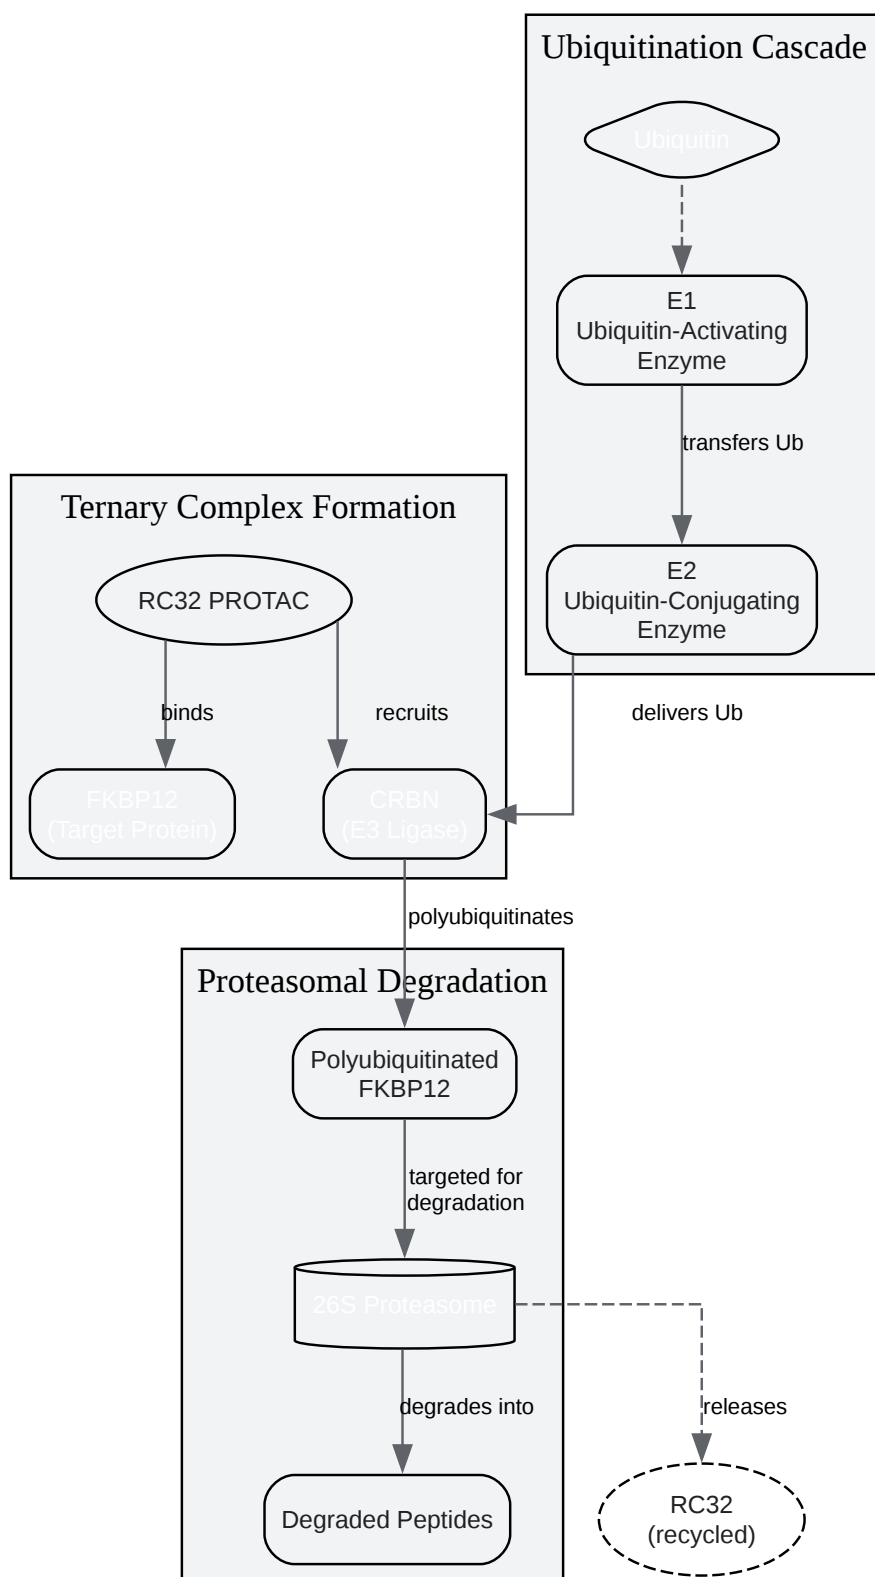 Ubiquitination Cascade
Ubiquitin
E1
Ubiquitin-Activating
Enzyme
transfers Ub
E2
Ubiquitin-Conjugating
Enzyme
delivers Ub
Ternary Complex Formation
RC32 PROTAC
binds
recruits
FKBP12
(Target Protein)
CRBN
(E3 Ligase)
polyubiquitinates
Proteasomal Degradation
Polyubiquitinated
FKBP12
targeted for
degradation
26S Proteasome
degrades into
releases
Degraded Peptides
RC32
(recycled)